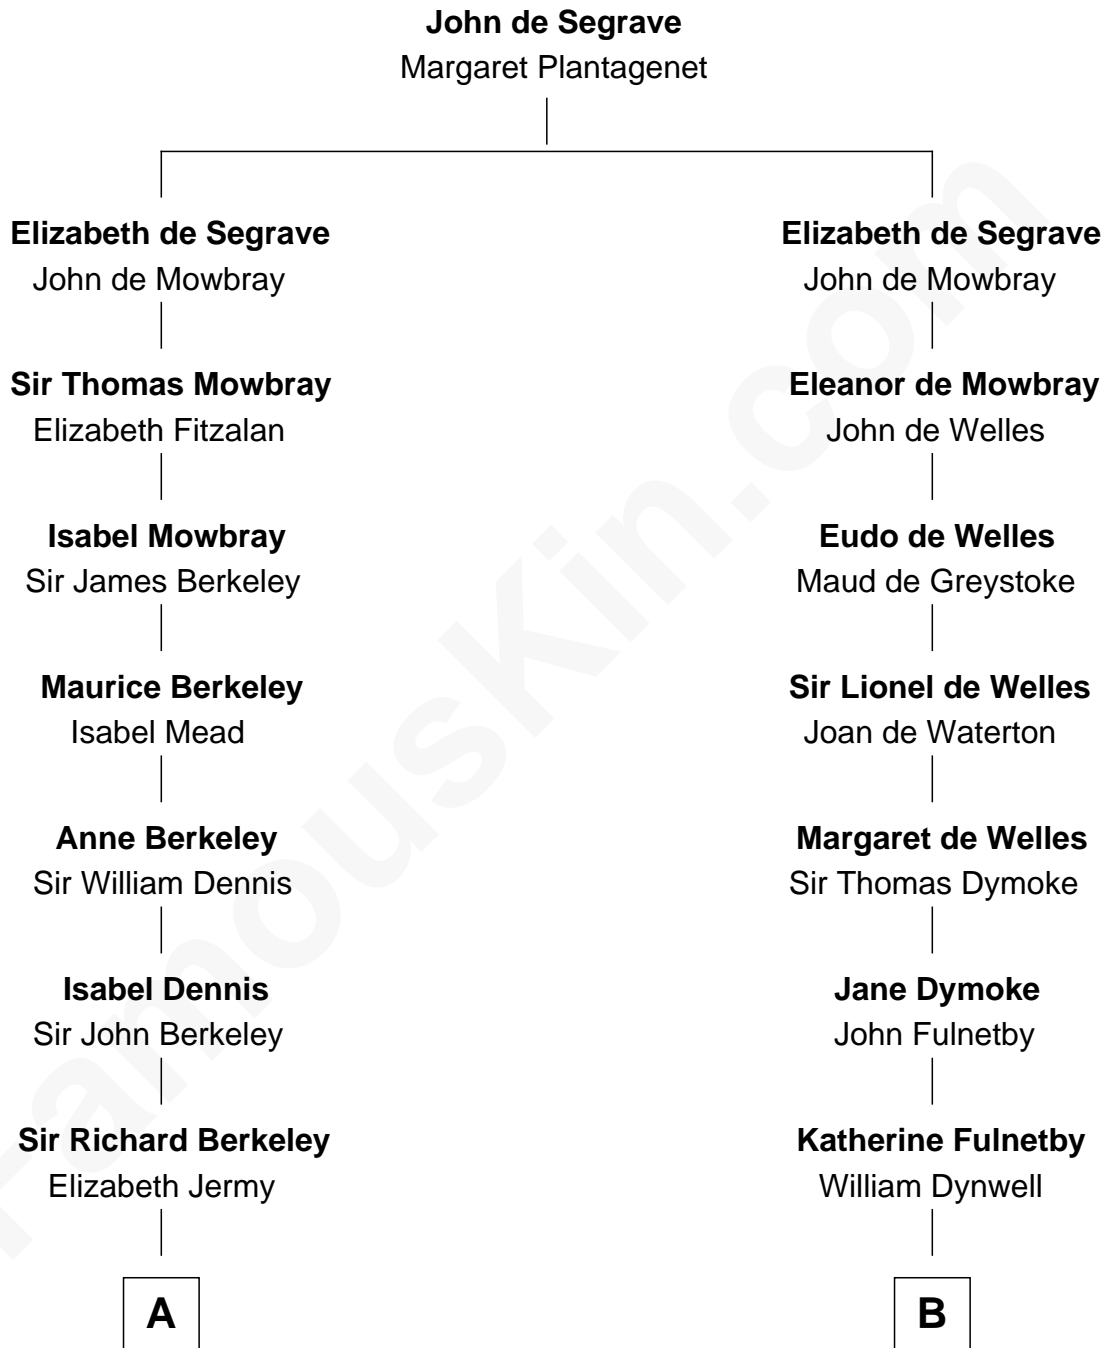 John de Segrave
Margaret Plantagenet
Elizabeth de Segrave
John de Mowbray
Elizabeth de Segrave
John de Mowbray
Sir Thomas Mowbray
Elizabeth Fitzalan
Eleanor de Mowbray
John de Welles
Isabel Mowbray
Sir James Berkeley
Eudo de Welles
Maud de Greystoke
Maurice Berkeley
Isabel Mead
Sir Lionel de Welles
Joan de Waterton
Anne Berkeley
Sir William Dennis
Margaret de Welles
Sir Thomas Dymoke
Isabel Dennis
Sir John Berkeley
Jane Dymoke
John Fulnetby
Sir Richard Berkeley
Elizabeth Jermy
Katherine Fulnetby
William Dynwell
A
B
FamousKin.com